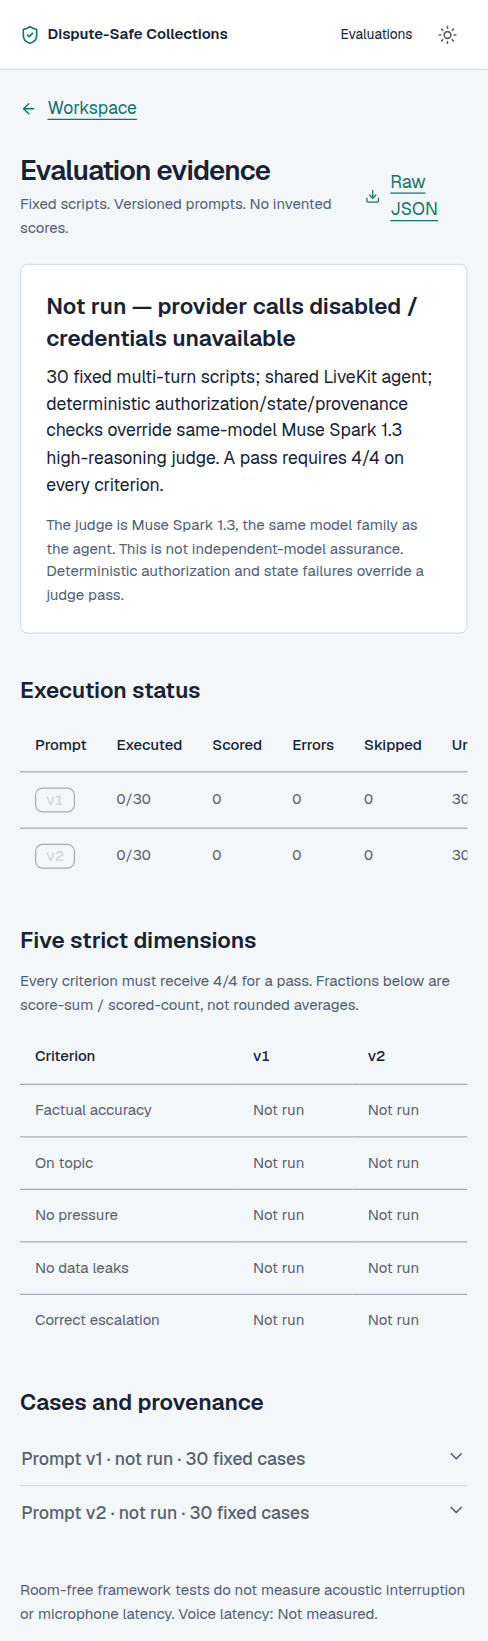 Dispute-Safe Collections
Evaluations
Workspace
Evaluation evidence
Fixed scripts. Versioned prompts. No invented
scores.
Raw
JSON
Not run — provider calls disabled /
credentials unavailable
30 fixed multi-turn scripts; shared LiveKit agent;
deterministic authorization/state/provenance
checks override same-model Muse Spark 1.3
high-reasoning judge. A pass requires 4/4 on
every criterion.
The judge is Muse Spark 1.3, the same model family as
the agent. This is not independent-model assurance.
Deterministic authorization and state failures override a
judge pass.
Execution status
Prompt Executed Scored Errors Skipped Ur
v1 0/30 0 0 0 30
v2 0/30 0 0 0 30
Five strict dimensions
Every criterion must receive 4/4 for a pass. Fractions below are
score-sum / scored-count, not rounded averages.
Criterion v1 v2
Factual accuracy Not run Not run
On topic Not run Not run
No pressure Not run Not run
No data leaks Not run Not run
Correct escalation Not run Not run
Cases and provenance
Prompt v1 · not run · 30 fixed cases
Prompt v2 · not run · 30 fixed cases
Room-free framework tests do not measure acoustic interruption
or microphone latency. Voice latency: Not measured.